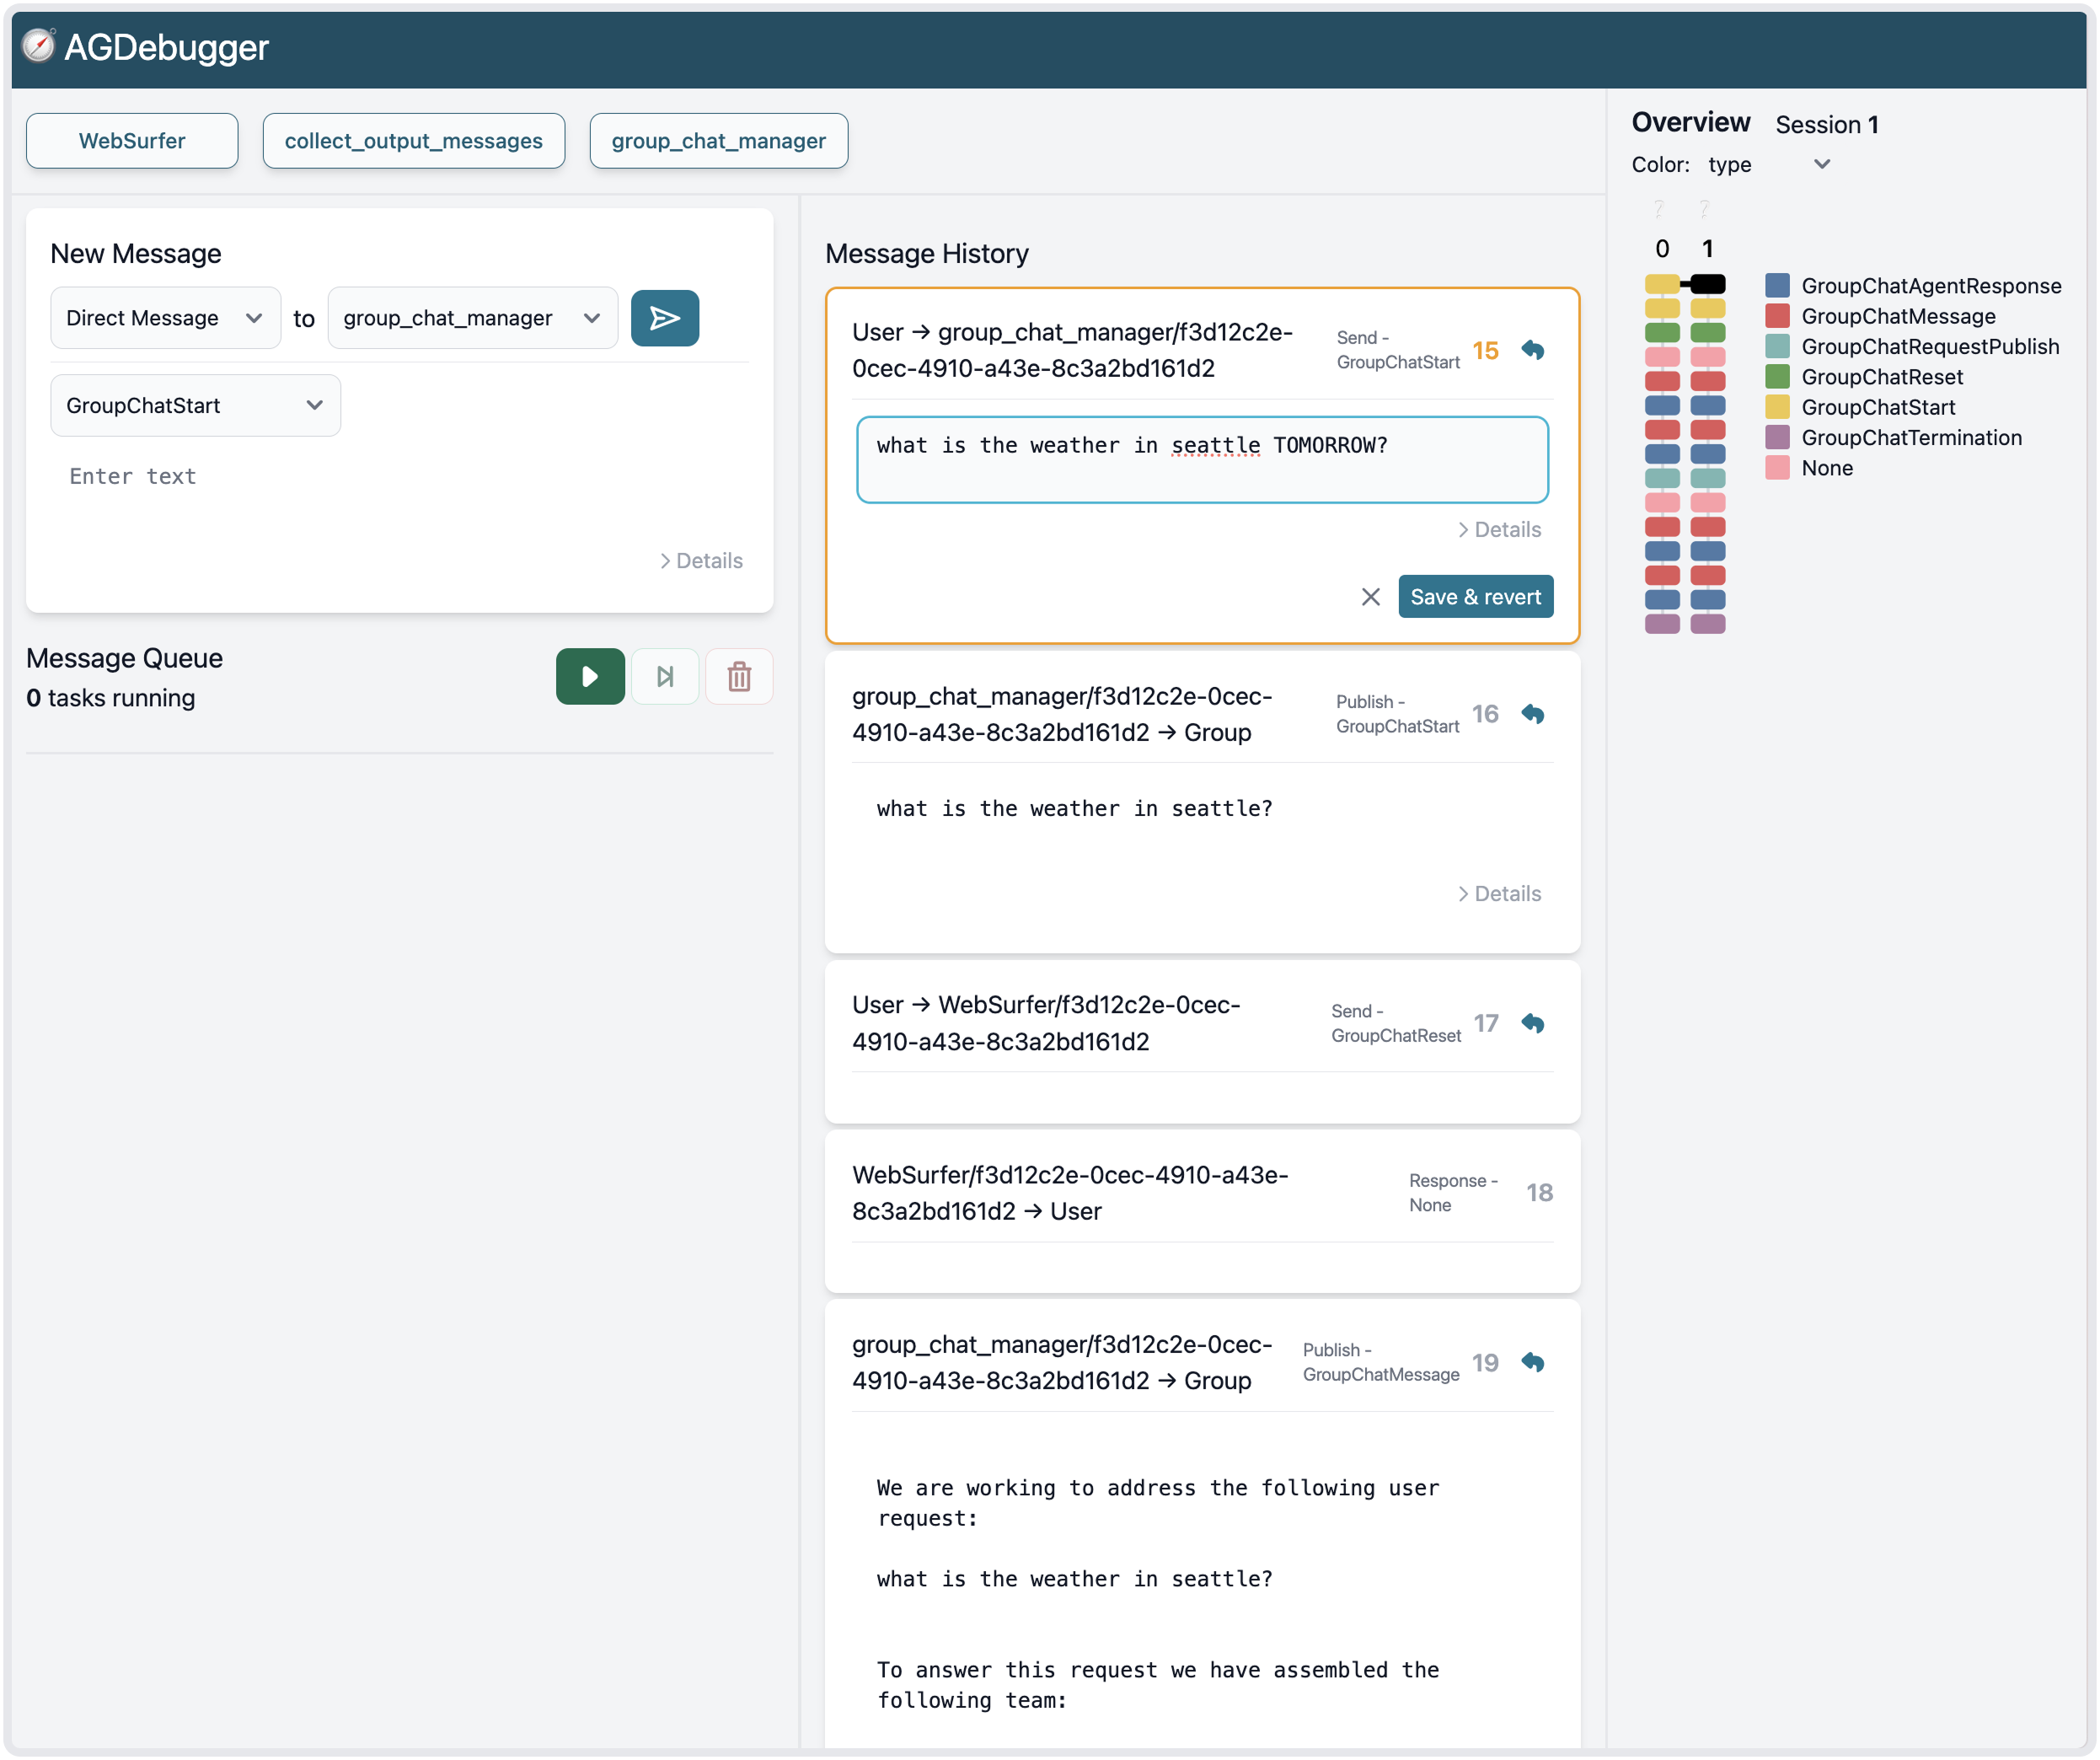 AGDebugger
WebSurfer
collect_output_messages
group_chat_manager
New Message
Direct Message
to
group_chat_manager
GroupChatStart
Enter text
Details
Message Queue
0 tasks running
Message History
User → group_chat_manager/f3d12c2e-
0cec-4910-a43e-8c3a2bd161d2
Send -
GroupChatStart
15
what is the weather in seattle TOMORROW?
Details
Save & revert
group_chat_manager/f3d12c2e-0cec-
4910-a43e-8c3a2bd161d2 → Group
Publish -
GroupChatStart
16
what is the weather in seattle?
Details
User → WebSurfer/f3d12c2e-0cec-
4910-a43e-8c3a2bd161d2
Send -
GroupChatReset
17
WebSurfer/f3d12c2e-0cec-4910-a43e-
8c3a2bd161d2 → User
Response -
None
18
group_chat_manager/f3d12c2e-0cec-
4910-a43e-8c3a2bd161d2 → Group
Publish -
GroupChatMessage
19
We are working to address the following user
request:
what is the weather in seattle?
To answer this request we have assembled the
following team:
Overview
Session 1
Color: type
? ?
0 1
GroupChatAgentResponse
GroupChatMessage
GroupChatRequestPublish
GroupChatReset
GroupChatStart
GroupChatTermination
None